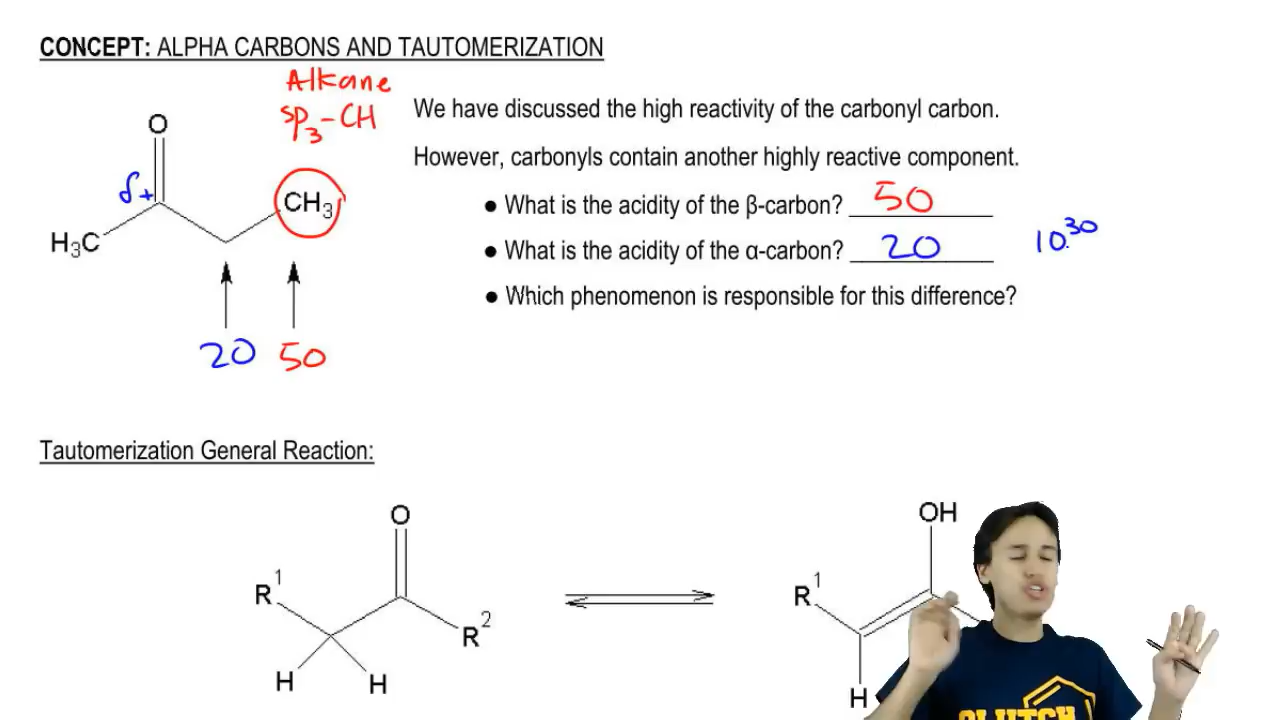 CONCEPT: ALPHA CARBONS AND TAUTOMERIZATION
Alkane
sp3-CH
O
δ+
CH3
H3C
20 50
We have discussed the high reactivity of the carbonyl carbon.
However, carbonyls contain another highly reactive component.
● What is the acidity of the β-carbon? 50
● What is the acidity of the α-carbon? 20
10^30
● Which phenomenon is responsible for this difference?
Tautomerization General Reaction:
O
R1
R2
H
H
OH
R1
H
CLUTCH